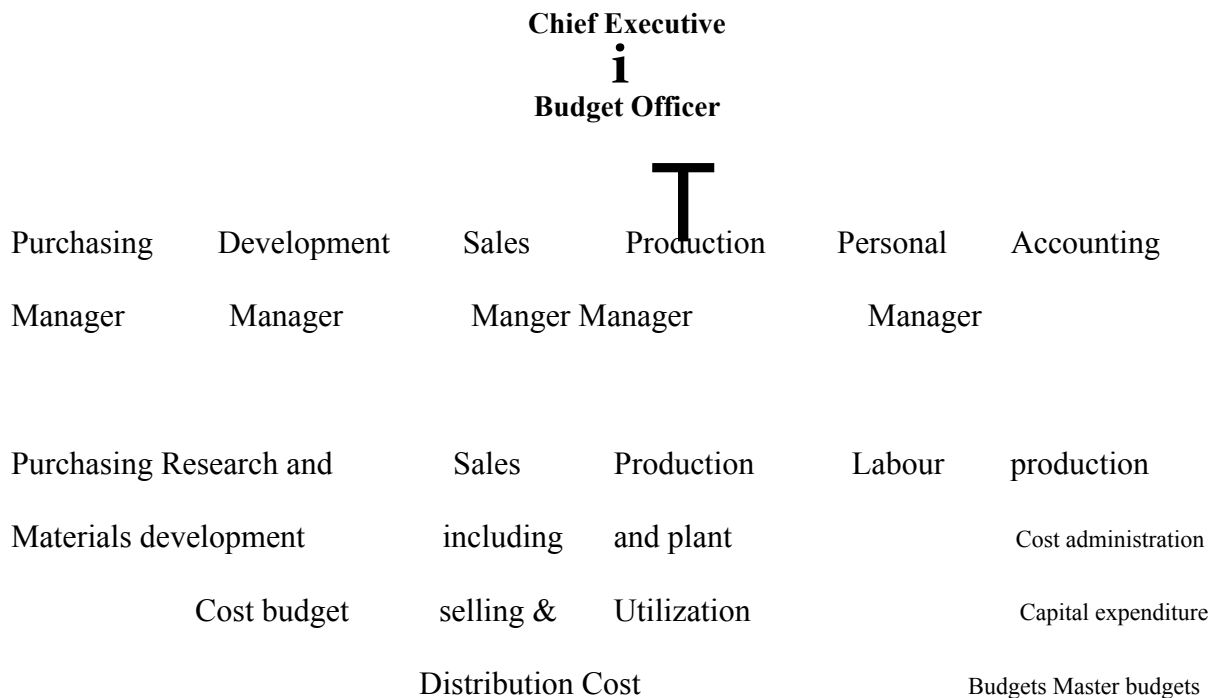 Chief Executive
i
Budget Officer
T
Purchasing Development Sales Production Personal Accounting
Manager Manager Manger Manager Manager
Purchasing Research and Sales Production Labour production
Materials development including and plant Cost administration
Cost budget selling & Utilization Capital expenditure
Distribution Cost Budgets Master budgets